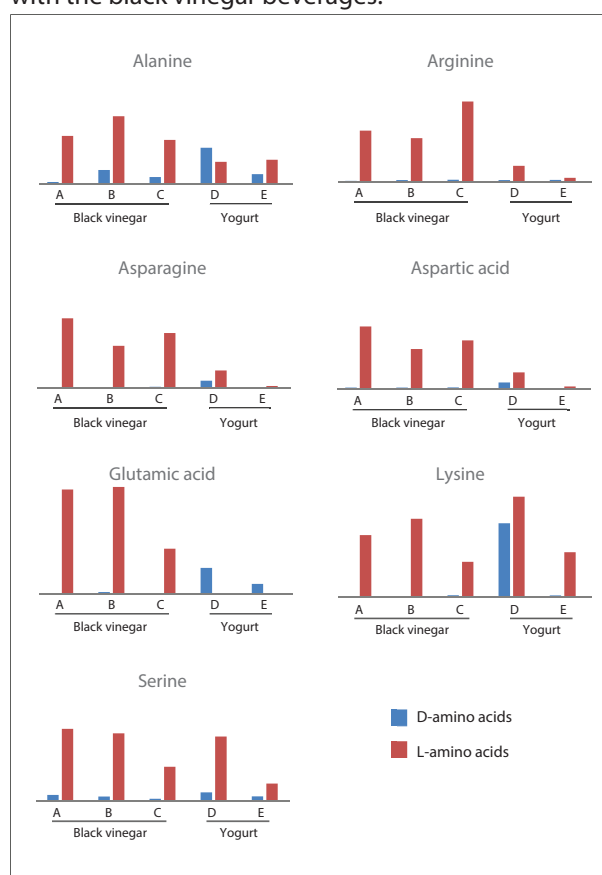 with the black vinegar beverages.
Alanine
A B C D E
Black vinegar Yogurt
Arginine
A B C D E
Black vinegar Yogurt
Asparagine
A B C D E
Black vinegar Yogurt
Aspartic acid
A B C D E
Black vinegar Yogurt
Glutamic acid
A B C D E
Black vinegar Yogurt
Lysine
A B C D E
Black vinegar Yogurt
Serine
A B C D E
Black vinegar Yogurt
D-amino acids
L-amino acids